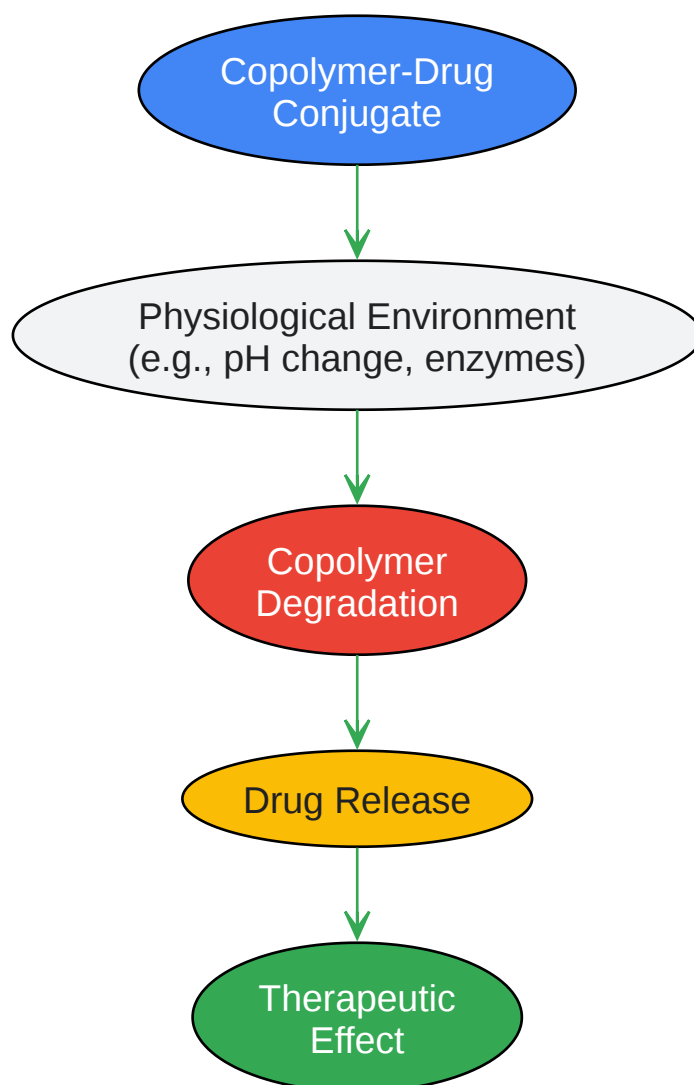 Copolymer-Drug
Conjugate
Physiological Environment
(e.g., pH change, enzymes)
Copolymer
Degradation
Drug Release
Therapeutic
Effect